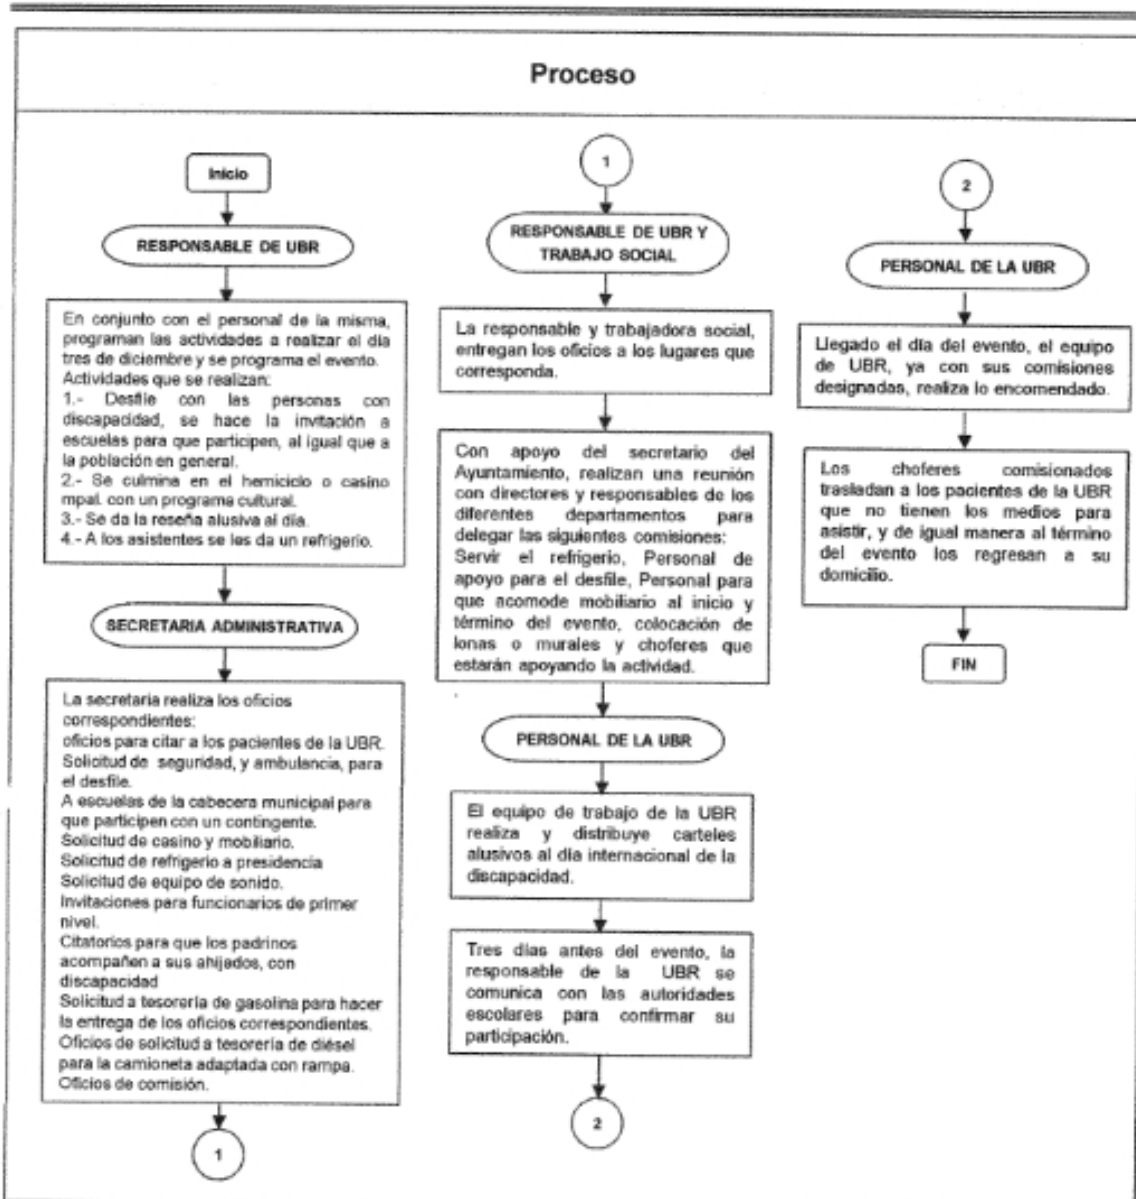 Proceso
Inicio
RESPONSABLE DE UBR
En conjunto con el personal de la misma,
programan las actividades a realizar el día
tres de diciembre y se programa el evento.
Actividades que se realizan:
1.- Desfile con las personas con
discapacidad, se hace la invitación a
escuelas para que participen, al igual que a
la población en general.
2.- Se culmina en el hemiciclo o casino
mpal. con un programa cultural.
3.- Se da la reseña alusiva al día.
4.- A los asistentes se les da un refrigerio.
SECRETARIA ADMINISTRATIVA
La secretaria realiza los oficios
correspondientes:
oficios para citar a los pacientes de la UBR.
Solicitud de seguridad, y ambulancia, para
el desfile.
A escuelas de la cabecera municipal para
que participen con un contingente.
Solicitud de casino y mobiliario.
Solicitud de refrigerio a presidencia
Solicitud de equipo de sonido.
Invitaciones para funcionarios de primer
nivel.
Citatorios para que los padrinos
acompañen a sus ahijados, con
discapacidad
Solicitud a tesorería de gasolina para hacer
la entrega de los oficios correspondientes.
Oficios de solicitud a tesorería de diésel
para la camioneta adaptada con rampa.
Oficios de comisión.
1
1
RESPONSABLE DE UBR Y
TRABAJO SOCIAL
La responsable y trabajadora social,
entregan los oficios a los lugares que
corresponda.
Con apoyo del secretario del
Ayuntamiento, realizan una reunión
con directores y responsables de los
diferentes departamentos para
delegar las siguientes comisiones:
Servir el refrigerio, Personal de
apoyo para el desfile, Personal para
que acomode mobiliario al inicio y
término del evento, colocación de
lonas o murales y choferes que
estarán apoyando la actividad.
PERSONAL DE LA UBR
El equipo de trabajo de la UBR
realiza y distribuye carteles
alusivos al día internacional de la
discapacidad.
Tres días antes del evento, la
responsable de la UBR se
comunica con las autoridades
escolares para confirmar su
participación.
2
2
PERSONAL DE LA UBR
Llegado el día del evento, el equipo
de UBR, ya con sus comisiones
designadas, realiza lo encomendado.
Los choferes comisionados
trasladan a los pacientes de la UBR
que no tienen los medios para
asistir, y de igual manera al término
del evento los regresan a su
domicilio.
FIN